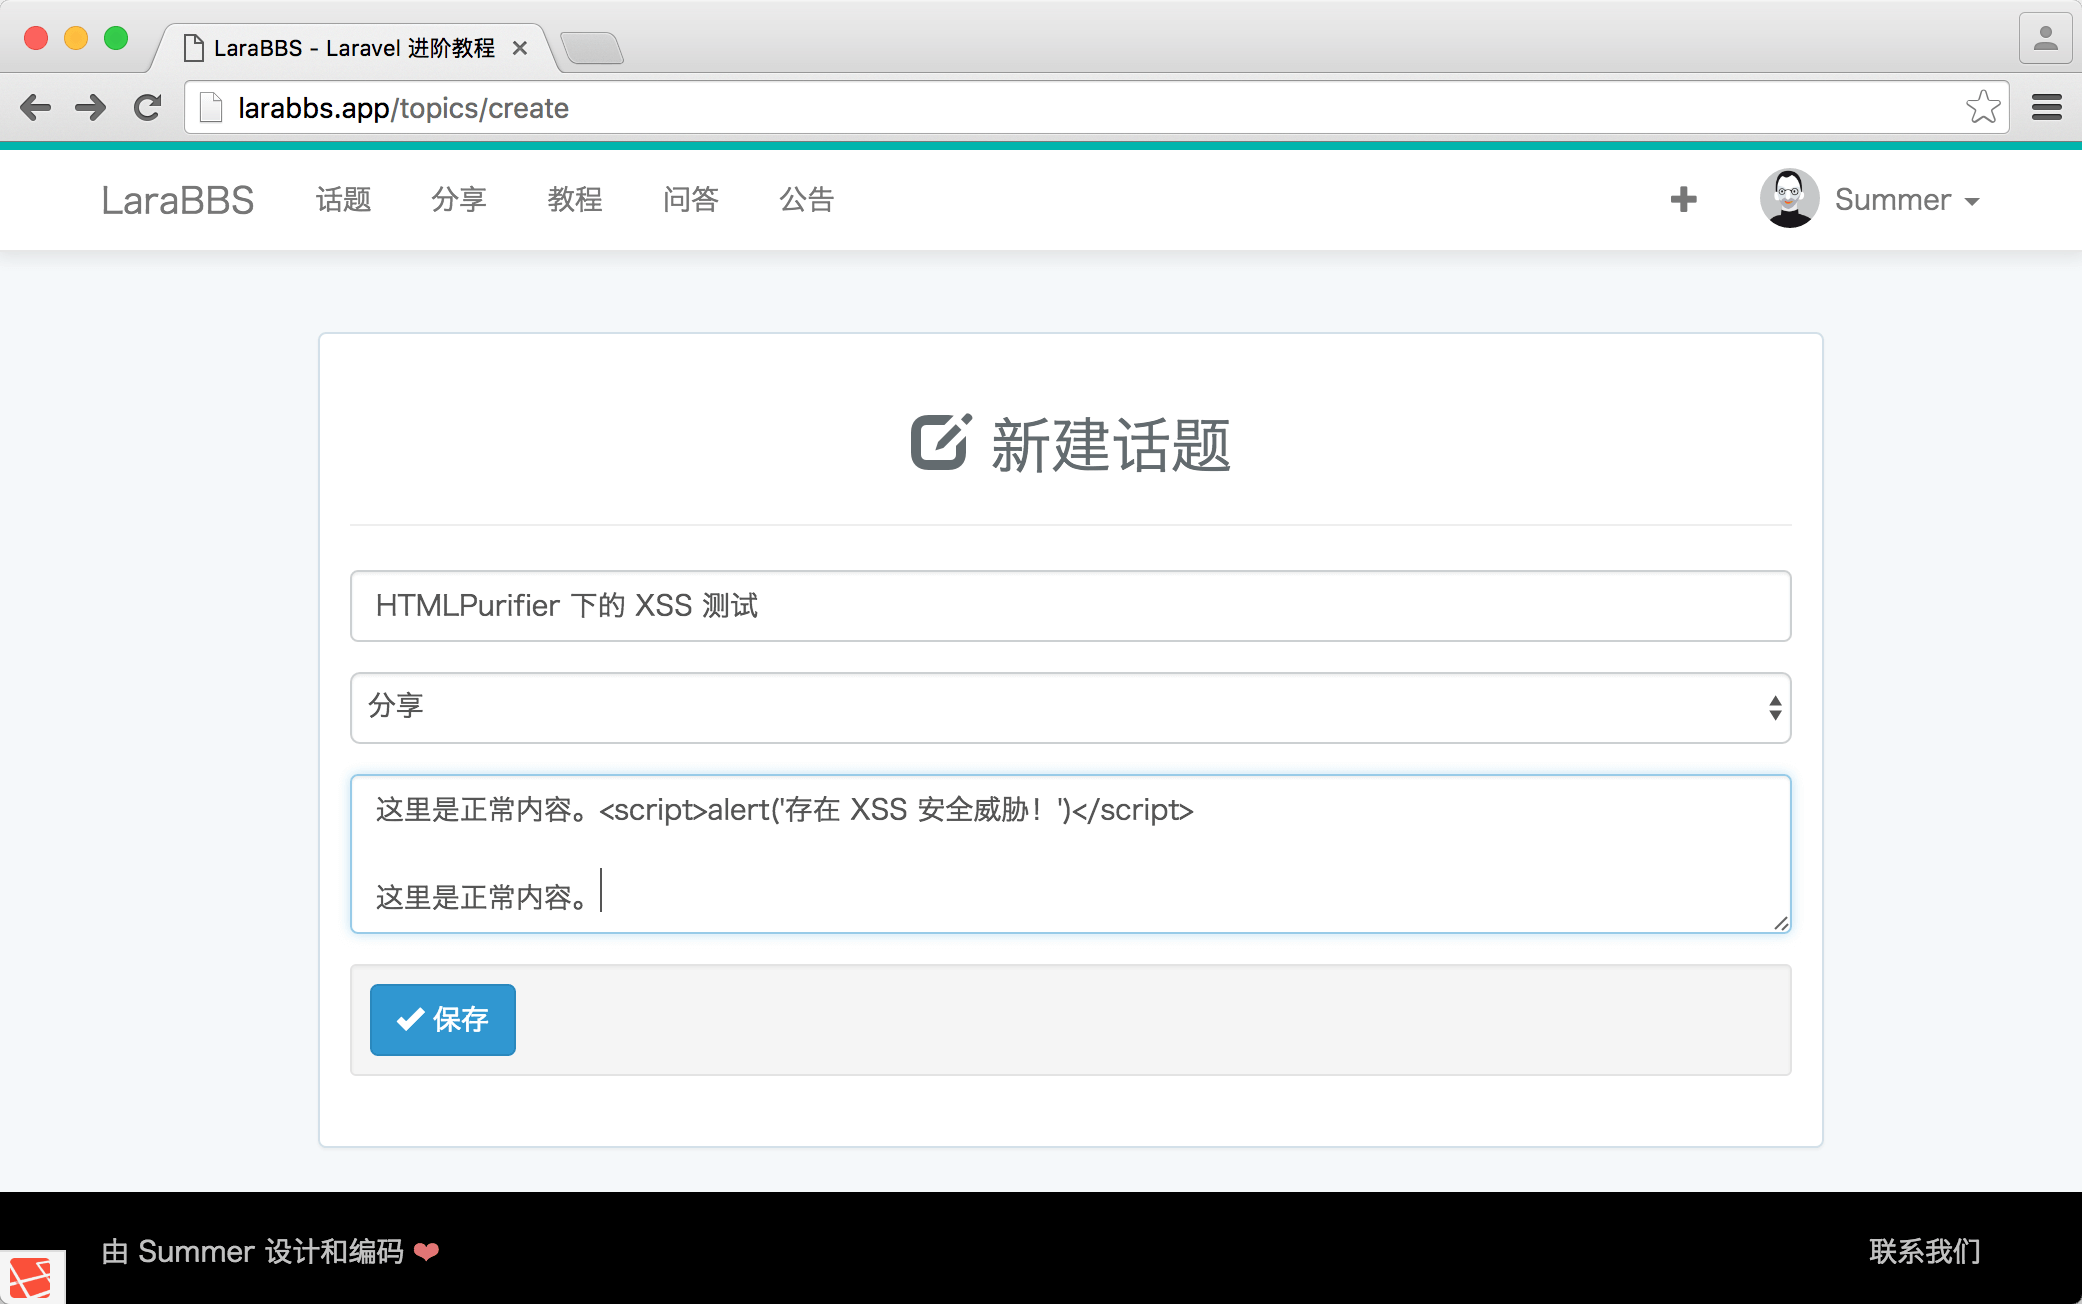 LaraBBS - Laravel 进阶教程
larabbs.app/topics/create
LaraBBS 话题 分享 教程 问答 公告 Summer
新建话题
HTMLPurifier 下的 XSS 测试
分享
这里是正常内容。<script>alert('存在 XSS 安全威胁！')</script>
这里是正常内容。
保存
由 Summer 设计和编码 ❤ 联系我们